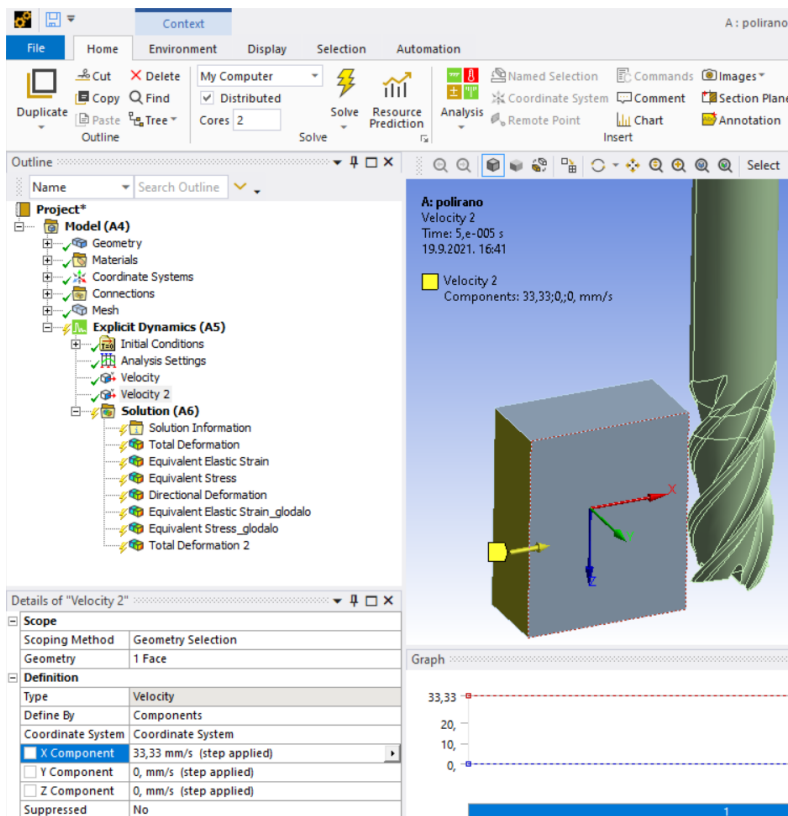 Context
A : polirano
File Home Environment Display Selection Automation
Duplicate
Cut
Copy
Paste
Delete
Find
Tree
Outline
My Computer
Distributed
Cores 2
Solve
Resource Prediction
Solve
Analysis
Named Selection
Coordinate System
Remote Point
Commands
Comment
Chart
Images
Section Plane
Annotation
Insert
Outline
Name Search Outline
Select
Project*
Model (A4)
Geometry
Materials
Coordinate Systems
Connections
Mesh
Explicit Dynamics (A5)
T=0
Initial Conditions
Analysis Settings
Velocity
Velocity 2
Solution (A6)
Solution Information
Total Deformation
Equivalent Elastic Strain
Equivalent Stress
Directional Deformation
Equivalent Elastic Strain_glodalo
Equivalent Stress_glodalo
Total Deformation 2
A: polirano
Velocity 2
Time: 5,e-005 s
19.9.2021. 16:41
Velocity 2
Components: 33,33;0,;0, mm/s
X
Y
Z
Details of "Velocity 2"
Scope
Scoping Method Geometry Selection
Geometry 1 Face
Definition
Type Velocity
Define By Components
Coordinate System Coordinate System
X Component 33,33 mm/s (step applied)
Y Component 0, mm/s (step applied)
Z Component 0, mm/s (step applied)
Suppressed No
Graph
33,33
20,
10,
0,
1